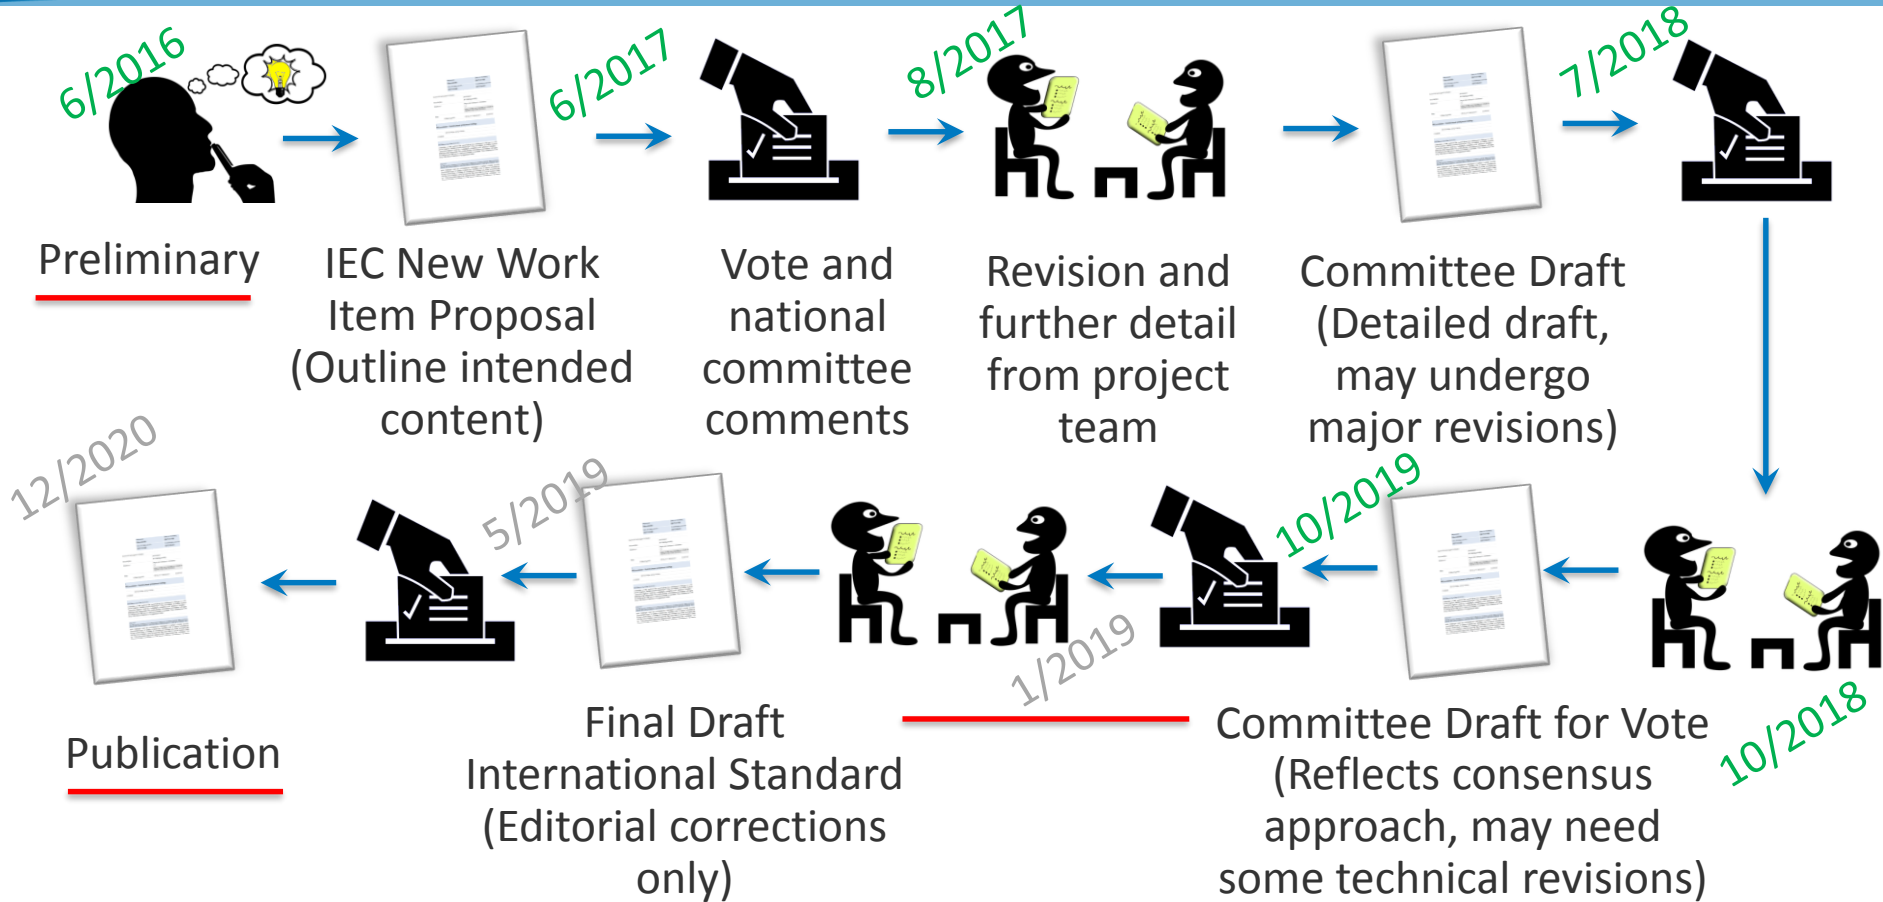 6/2016
6/2017
8/2017
7/2018
Preliminary
IEC New Work
Item Proposal
(Outline intended
content)
Vote and
national
committee
comments
Revision and
further detail
from project
team
Committee Draft
(Detailed draft,
may undergo
major revisions)
12/2020
5/2019
1/2019
10/2019
10/2018
Publication
Final Draft
International Standard
(Editorial corrections
only)
Committee Draft for Vote
(Reflects consensus
approach, may need
some technical revisions)